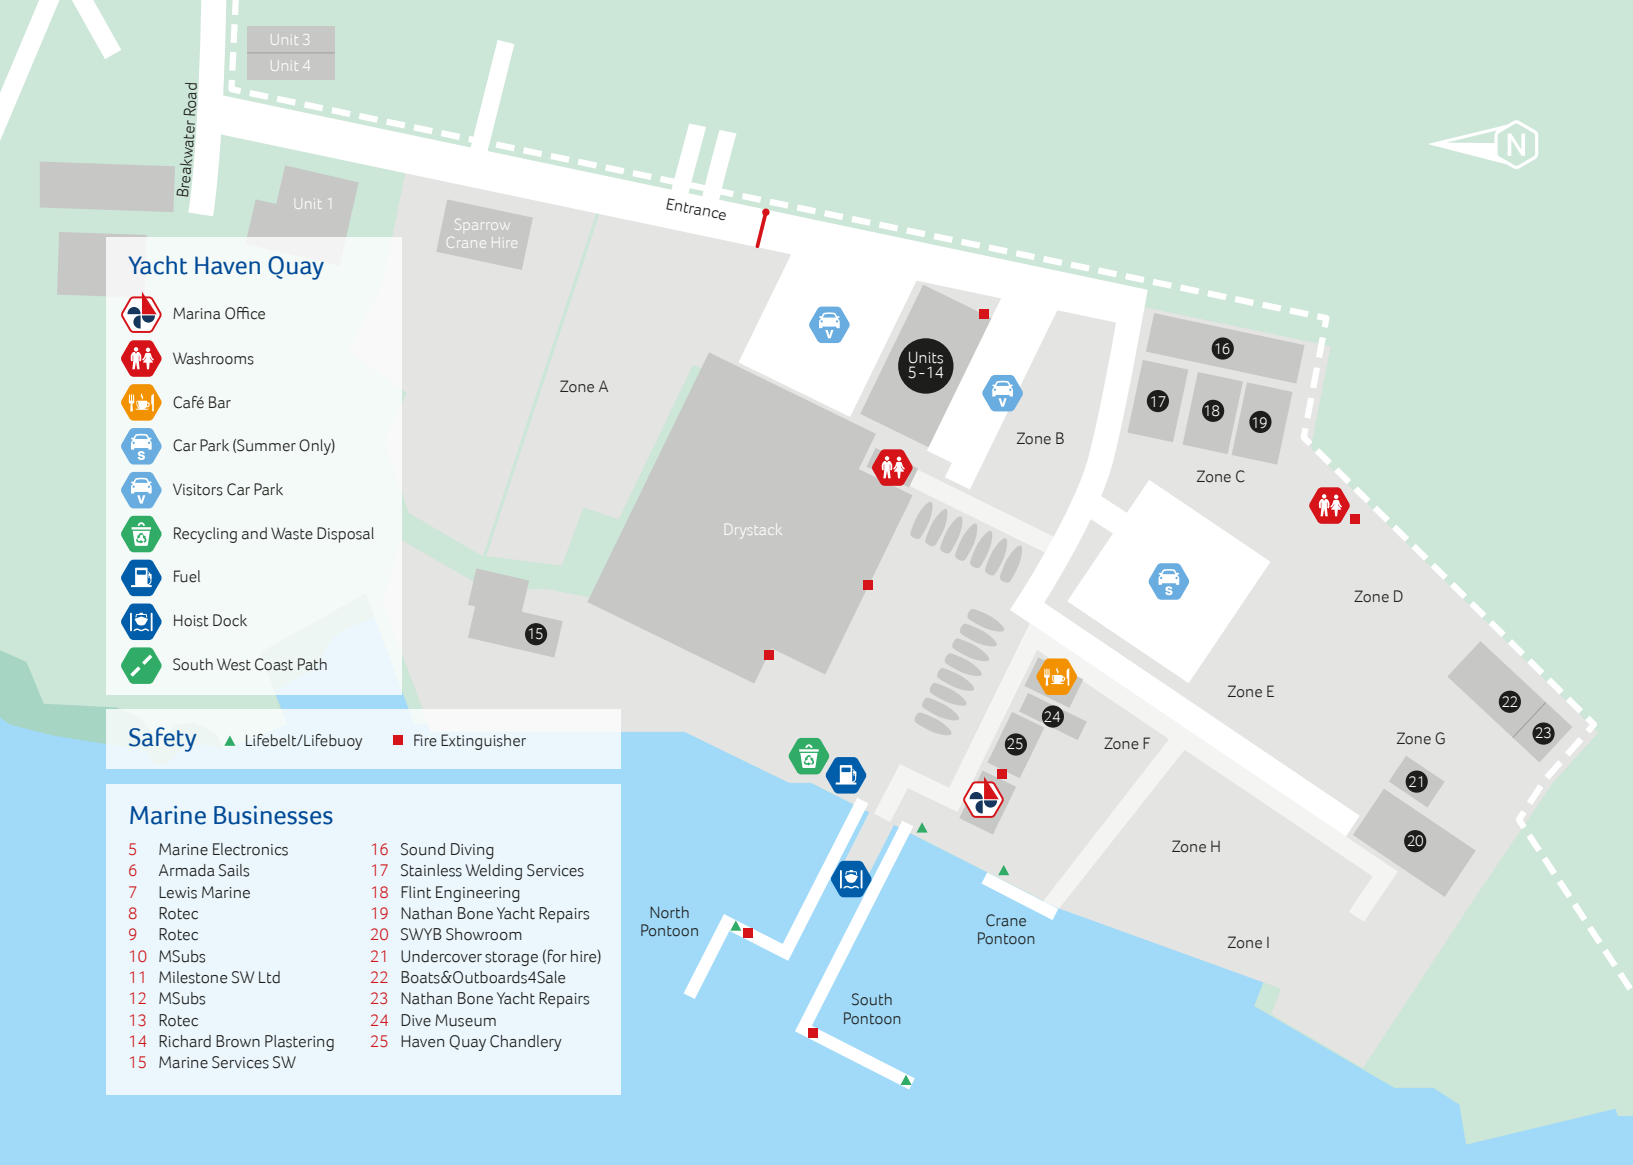 Unit 3
Unit 4
Breakwater Road
N
Unit 1
Entrance
Sparrow
Crane Hire
Yacht Haven Quay
Marina Office
Washrooms
Café Bar
S
Car Park (Summer Only)
V
Visitors Car Park
Recycling and Waste Disposal
Fuel
Hoist Dock
South West Coast Path
V
Units
5-14
V
16
17
18
19
Zone A
Zone B
Zone C
Drystack
S
Zone D
15
Zone E
22
23
24
25
Zone F
Zone G
21
20
Zone H
Zone I
Safety
Lifebelt/Lifebuoy
Fire Extinguisher
North
Pontoon
Crane
Pontoon
South
Pontoon
Marine Businesses
5 Marine Electronics
6 Armada Sails
7 Lewis Marine
8 Rotec
9 Rotec
10 MSubs
11 Milestone SW Ltd
12 MSubs
13 Rotec
14 Richard Brown Plastering
15 Marine Services SW
16 Sound Diving
17 Stainless Welding Services
18 Flint Engineering
19 Nathan Bone Yacht Repairs
20 SWYB Showroom
21 Undercover storage (for hire)
22 Boats&Outboards4Sale
23 Nathan Bone Yacht Repairs
24 Dive Museum
25 Haven Quay Chandlery